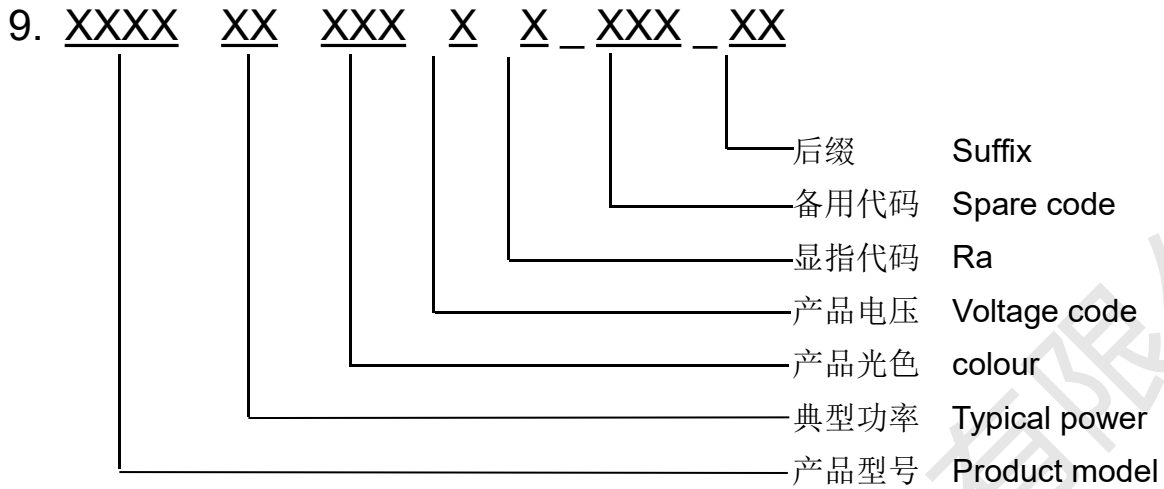 9. XXXX XX XXX X X _ XXX _ XX
后缀 Suffix
备用代码 Spare code
显指代码 Ra
产品电压 Voltage code
产品光色 colour
典型功率 Typical power
产品型号 Product model
有限